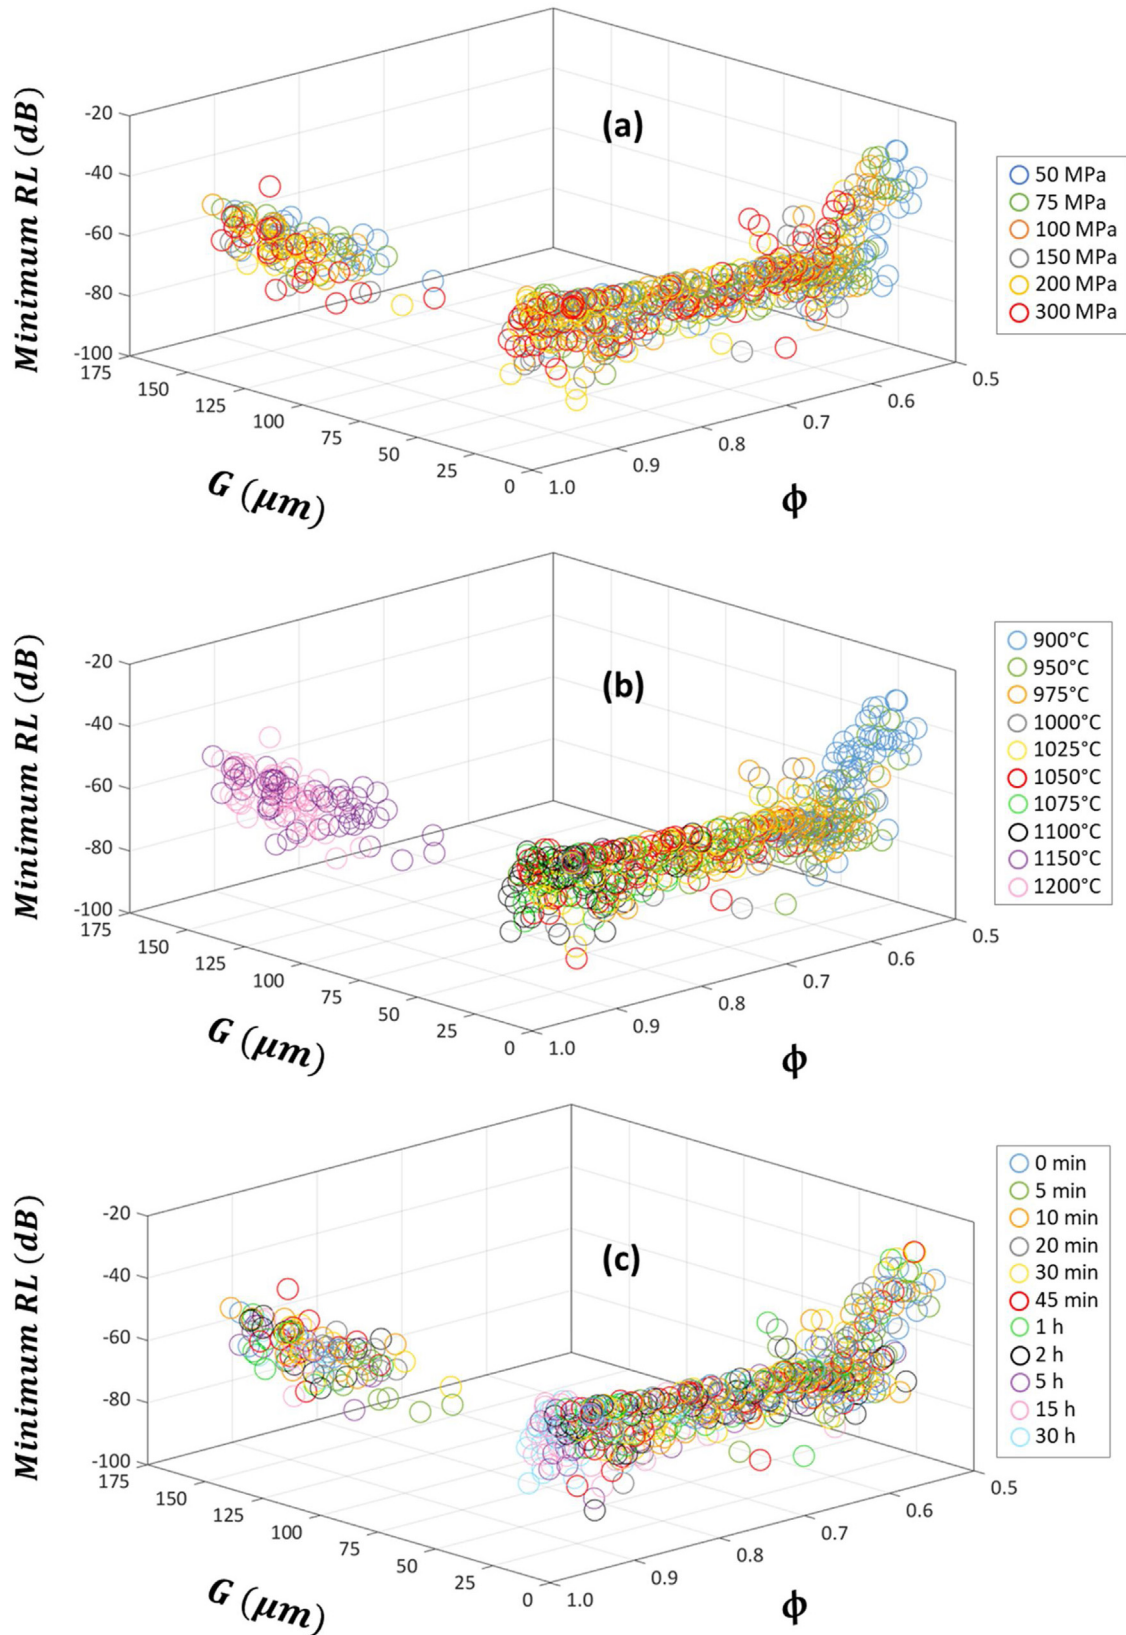 (a)
Minimum RL (dB)
-20
-40
-60
-80
-100
175
150
125
100
75
50
25
0
G (μm)
1.0
0.9
0.8
0.7
0.6
0.5
ϕ
50 MPa
75 MPa
100 MPa
150 MPa
200 MPa
300 MPa
(b)
Minimum RL (dB)
-20
-40
-60
-80
-100
175
150
125
100
75
50
25
0
G (μm)
1.0
0.9
0.8
0.7
0.6
0.5
ϕ
900°C
950°C
975°C
1000°C
1025°C
1050°C
1075°C
1100°C
1150°C
1200°C
(c)
Minimum RL (dB)
-20
-40
-60
-80
-100
175
150
125
100
75
50
25
0
G (μm)
1.0
0.9
0.8
0.7
0.6
0.5
ϕ
0 min
5 min
10 min
20 min
30 min
45 min
1 h
2 h
5 h
15 h
30 h